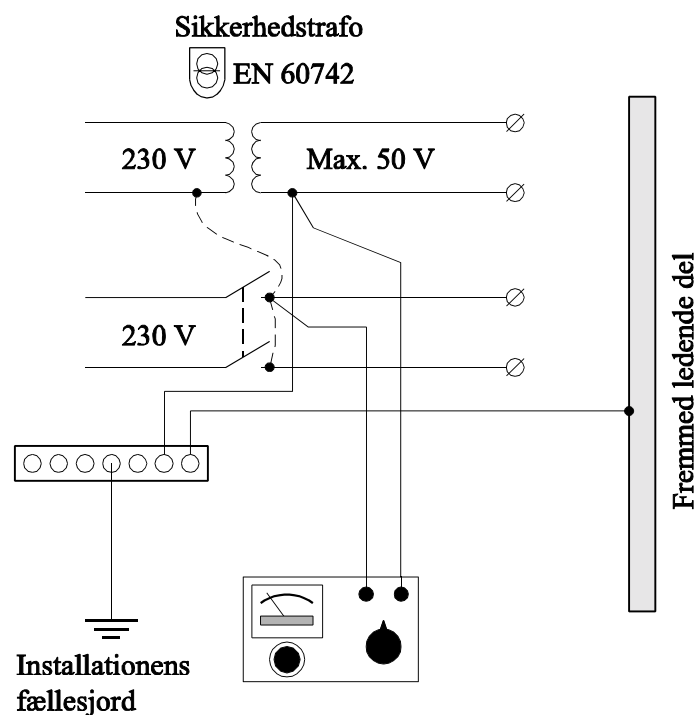 Sikkerhedstrafo
EN 60742
230 V
Max. 50 V
230 V
Fremmed ledende del
Installationens
fællesjord